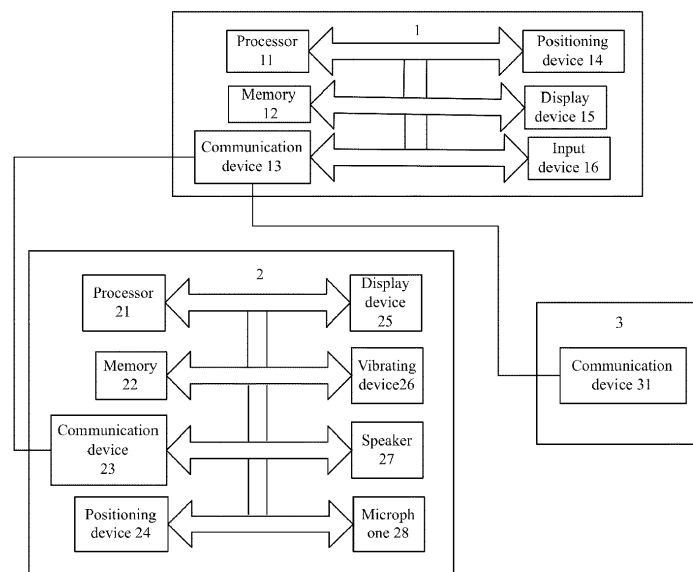 1
Processor
11
Positioning
device 14
Memory
12
Display
device 15
Communication
device 13
Input
device 16
2
Processor
21
Display
device
25
Memory
22
Vibrating
device26
Communication
device
23
Speaker
27
Positioning
device 24
Microph
one 28
3
Communication
device 31